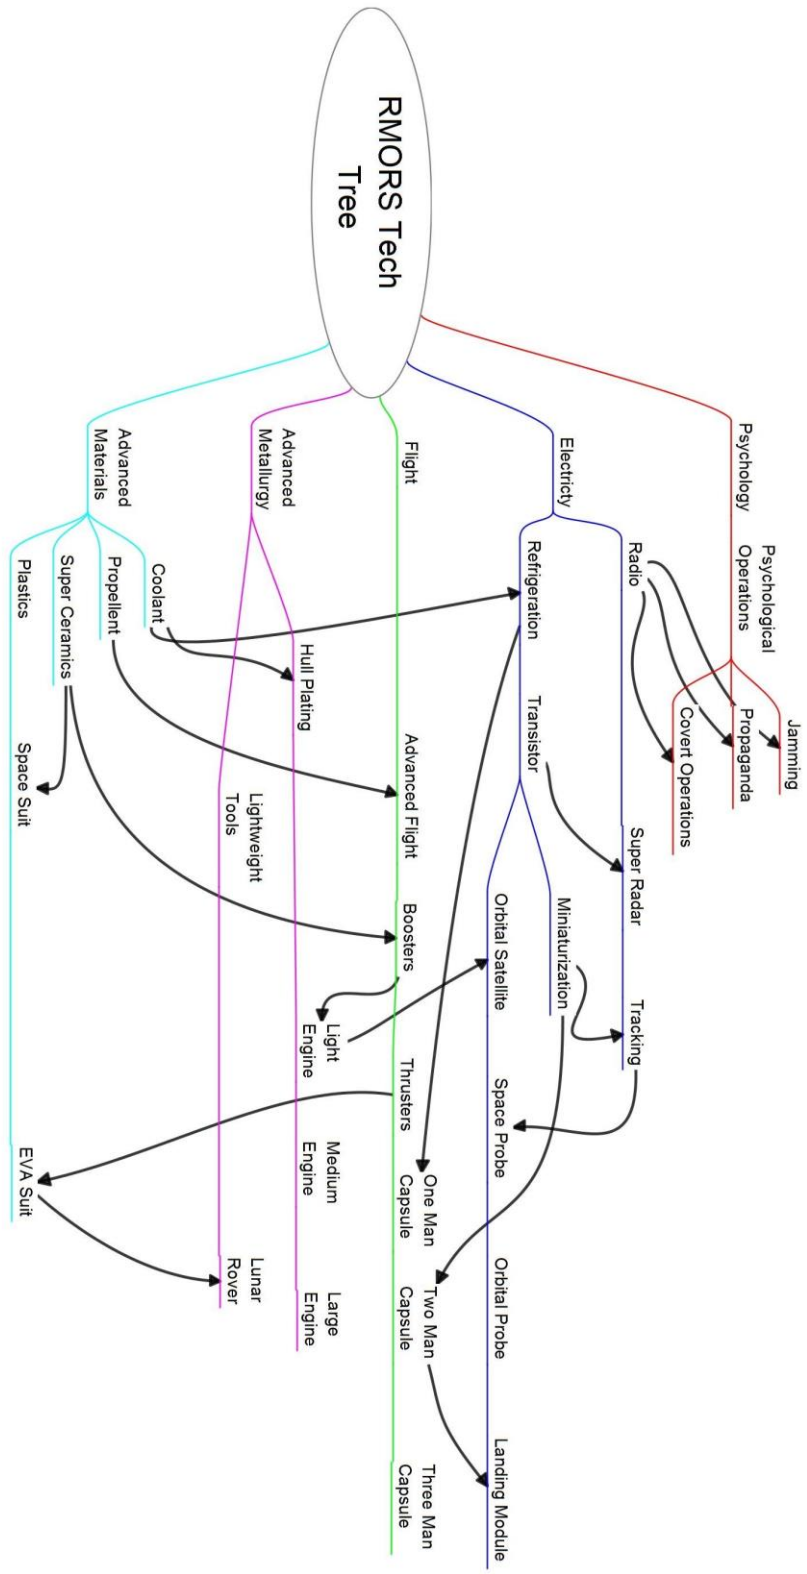 RMORS Tech
Tree
Psychology
Psychological
Operations
Jamming
Propaganda
Covert Operations
Electricty
Radio
Super Radar
Tracking
Refrigeration
Transistor
Miniaturization
Orbital Satellite
Space Probe
Orbital Probe
Landing Module
Flight
Advanced Flight
Boosters
Thrusters
One Man
Capsule
Two Man
Capsule
Three Man
Capsule
Advanced
Metallurgy
Hull Plating
Light
Engine
Medium
Engine
Large
Engine
Lightweight
Tools
Lunar
Rover
Advanced
Materials
Coolant
Propellent
Super Ceramics
Plastics
Space Suit
EVA Suit